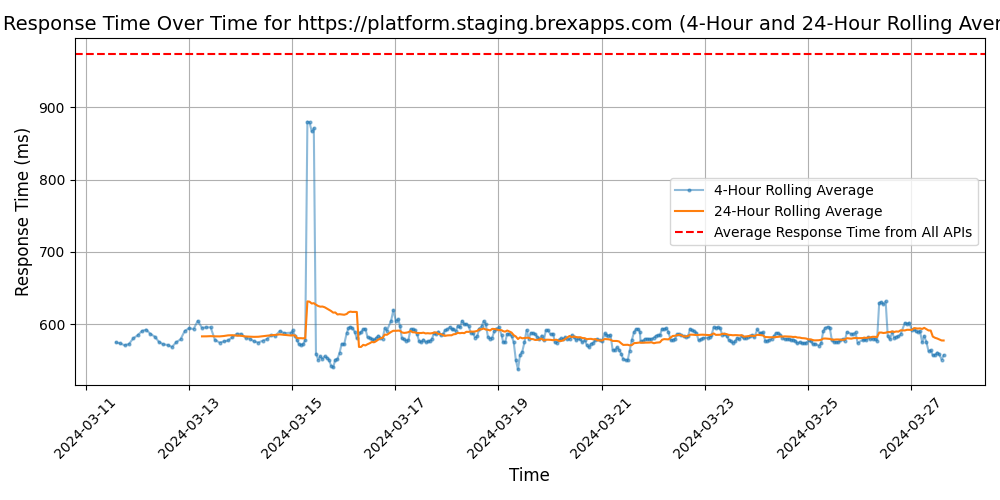 Response Time Over Time for https://platform.staging.brexapps.com (4-Hour and 24-Hour Rolling Aver
Response Time (ms)
900
800
700
600
4-Hour Rolling Average
24-Hour Rolling Average
Average Response Time from All APIs
2024-03-11
2024-03-13
2024-03-15
2024-03-17
2024-03-19
2024-03-21
2024-03-23
2024-03-25
2024-03-27
Time